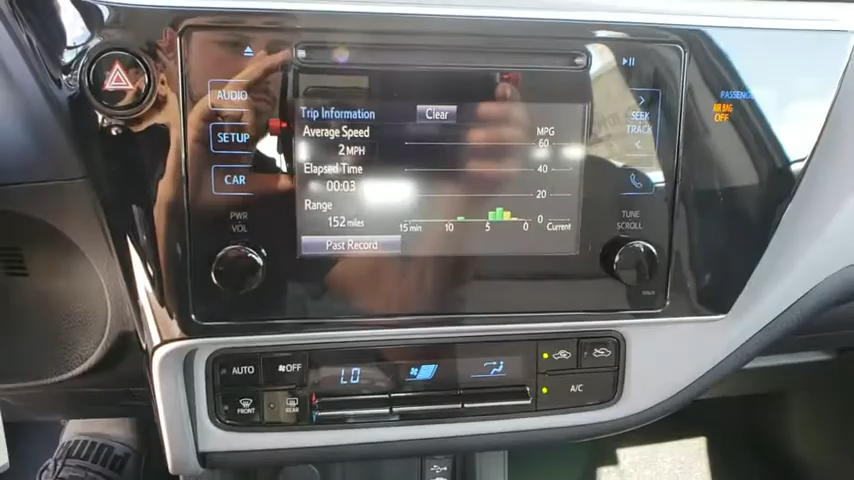 AUDIO
SETUP
CAR
PWR
VOL
Trip Information
Clear
Average Speed
2 MPH
Elapsed Time
00:03
Range
152 miles
Past Record
MPG
60
40
20
0
15 min 10 5 0 Current
SEEK
TRACK
TUNE
SCROLL
PASSENGER
AIR BAG
OFF
AUTO
OFF
LO
FRONT
REAR
A/C